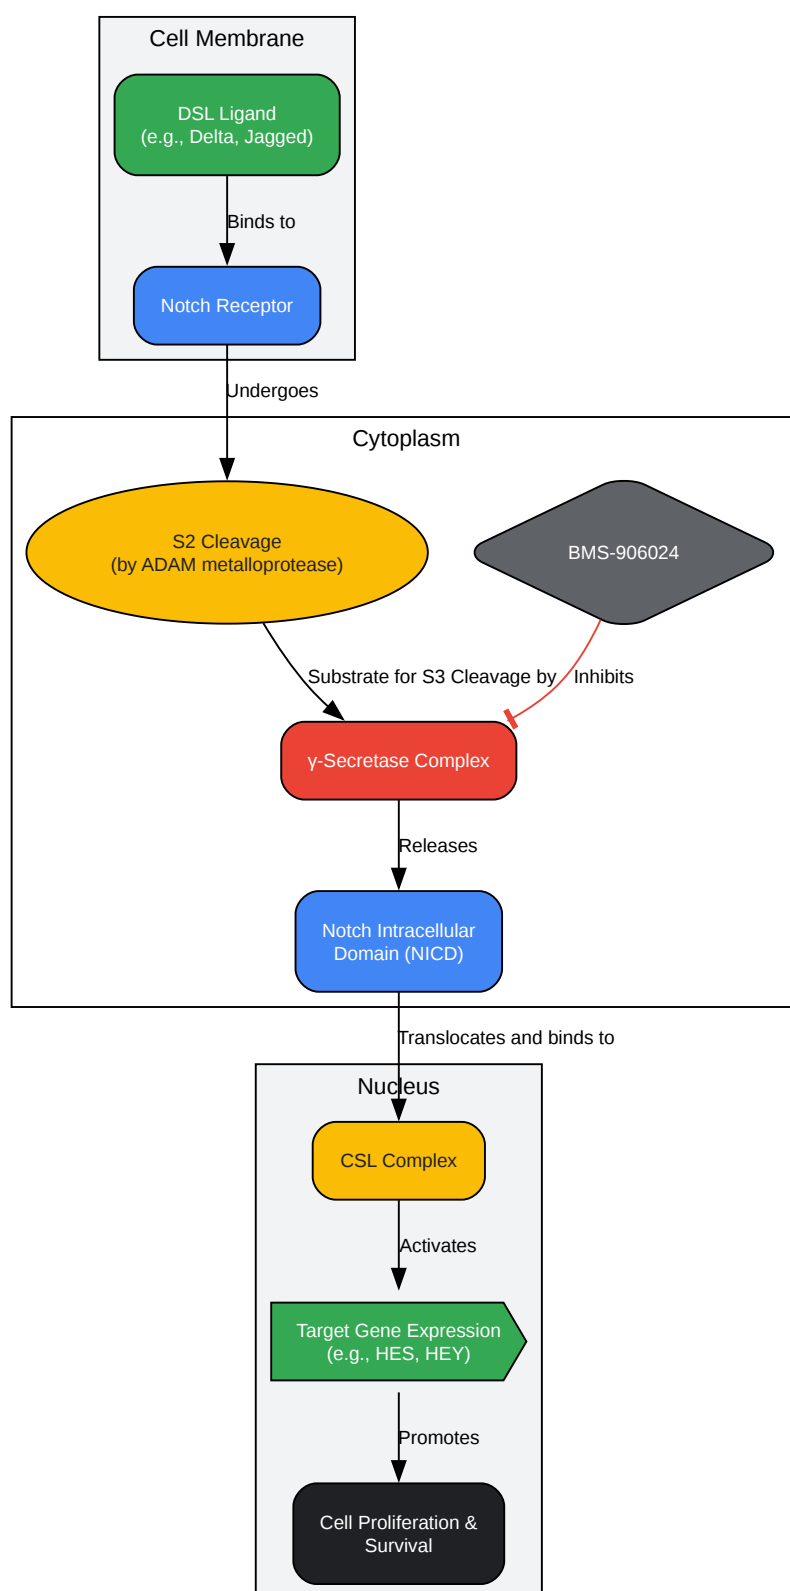 Cell Membrane
DSL Ligand
(e.g., Delta, Jagged)
Binds to
Notch Receptor
Undergoes
Cytoplasm
S2 Cleavage
(by ADAM metalloprotease)
BMS-906024
Substrate for S3 Cleavage by
Inhibits
γ-Secretase Complex
Releases
Notch Intracellular
Domain (NICD)
Translocates and binds to
Nucleus
CSL Complex
Activates
Target Gene Expression
(e.g., HES, HEY)
Promotes
Cell Proliferation &
Survival